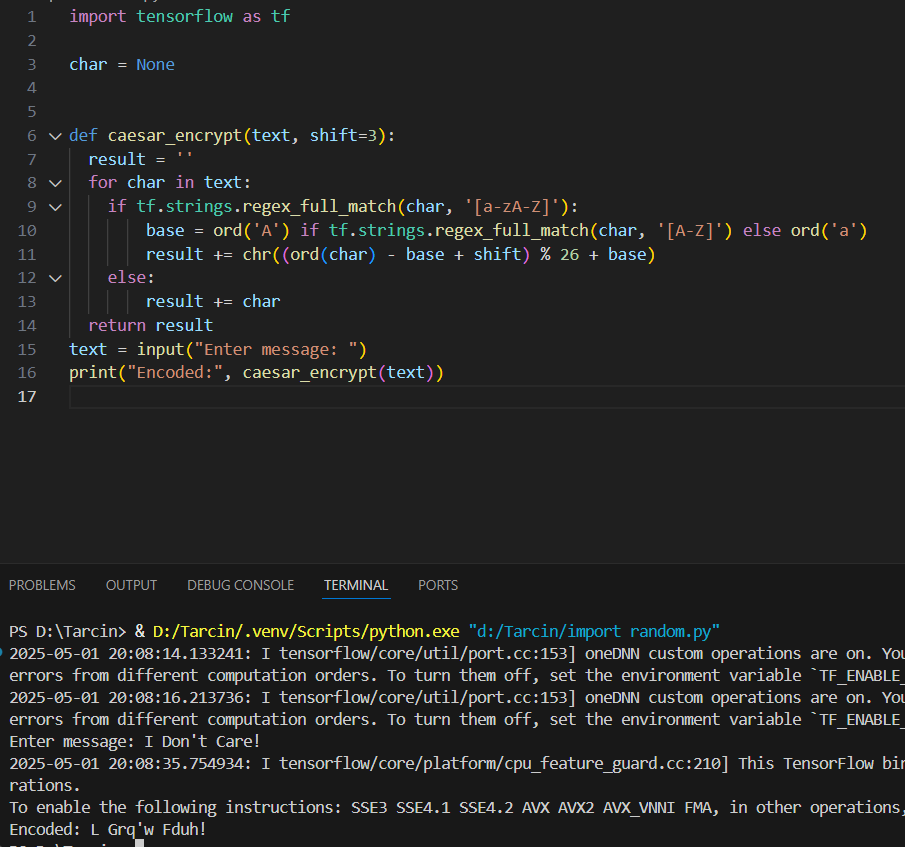 1 import tensorflow as tf
2
3 char = None
4
5
6 def caesar_encrypt(text, shift=3):
7 result = ''
8 for char in text:
9 if tf.strings.regex_full_match(char, '[a-zA-Z]'):
10 base = ord('A') if tf.strings.regex_full_match(char, '[A-Z]') else ord('a')
11 result += chr((ord(char) - base + shift) % 26 + base)
12 else:
13 result += char
14 return result
15 text = input("Enter message: ")
16 print("Encoded:", caesar_encrypt(text))
17
PROBLEMS OUTPUT DEBUG CONSOLE TERMINAL PORTS
PS D:\Tarcin> & D:/Tarcin/.venv/Scripts/python.exe "d:/Tarcin/import random.py"
2025-05-01 20:08:14.133241: I tensorflow/core/util/port.cc:153] oneDNN custom operations are on. You
errors from different computation orders. To turn them off, set the environment variable `TF_ENABLE_
2025-05-01 20:08:16.213736: I tensorflow/core/util/port.cc:153] oneDNN custom operations are on. You
errors from different computation orders. To turn them off, set the environment variable `TF_ENABLE_
Enter message: I Don't Care!
2025-05-01 20:08:35.754934: I tensorflow/core/platform/cpu_feature_guard.cc:210] This TensorFlow bin
rations.
To enable the following instructions: SSE3 SSE4.1 SSE4.2 AVX AVX2 AVX_VNNI FMA, in other operations,
Encoded: L Grq'w Fduh!